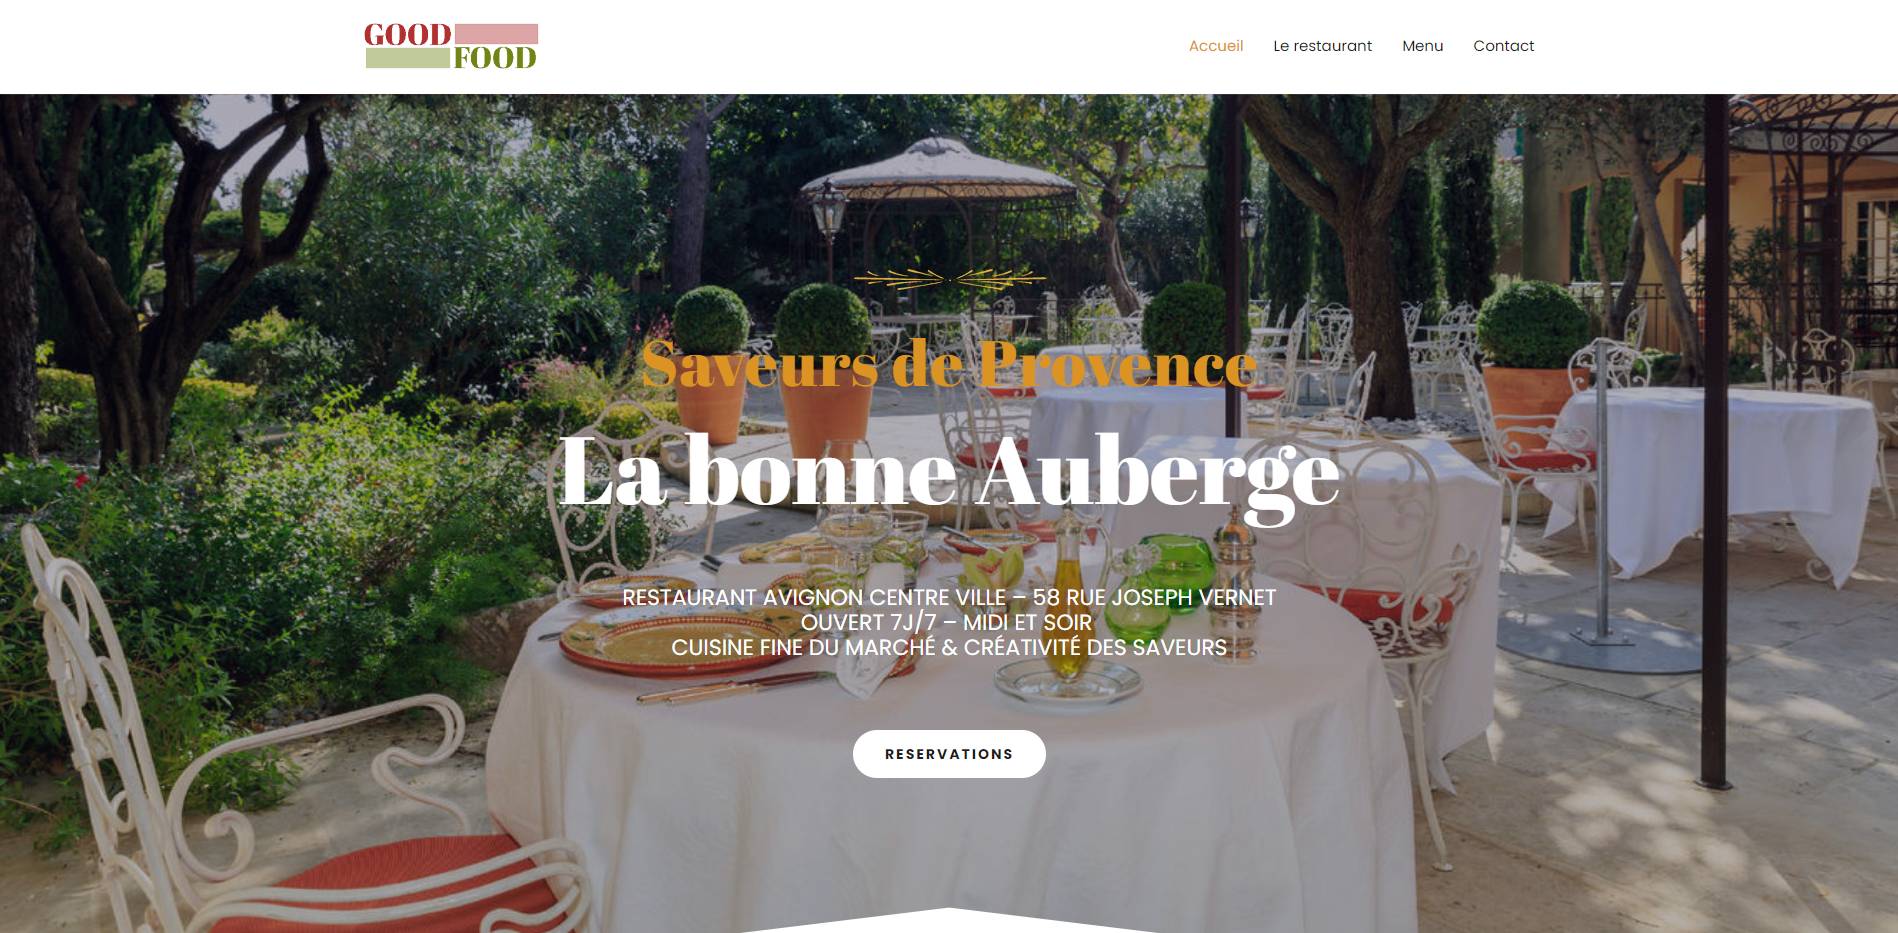 GOOD
FOOD
Accueil
Le restaurant
Menu
Contact
Saveurs de Provence
La bonne Auberge
RESTAURANT AVIGNON CENTRE VILLE – 58 RUE JOSEPH VERNET
OUVERT 7J/7 – MIDI ET SOIR
CUISINE FINE DU MARCHÉ & CRÉATIVITÉ DES SAVEURS
RESERVATIONS